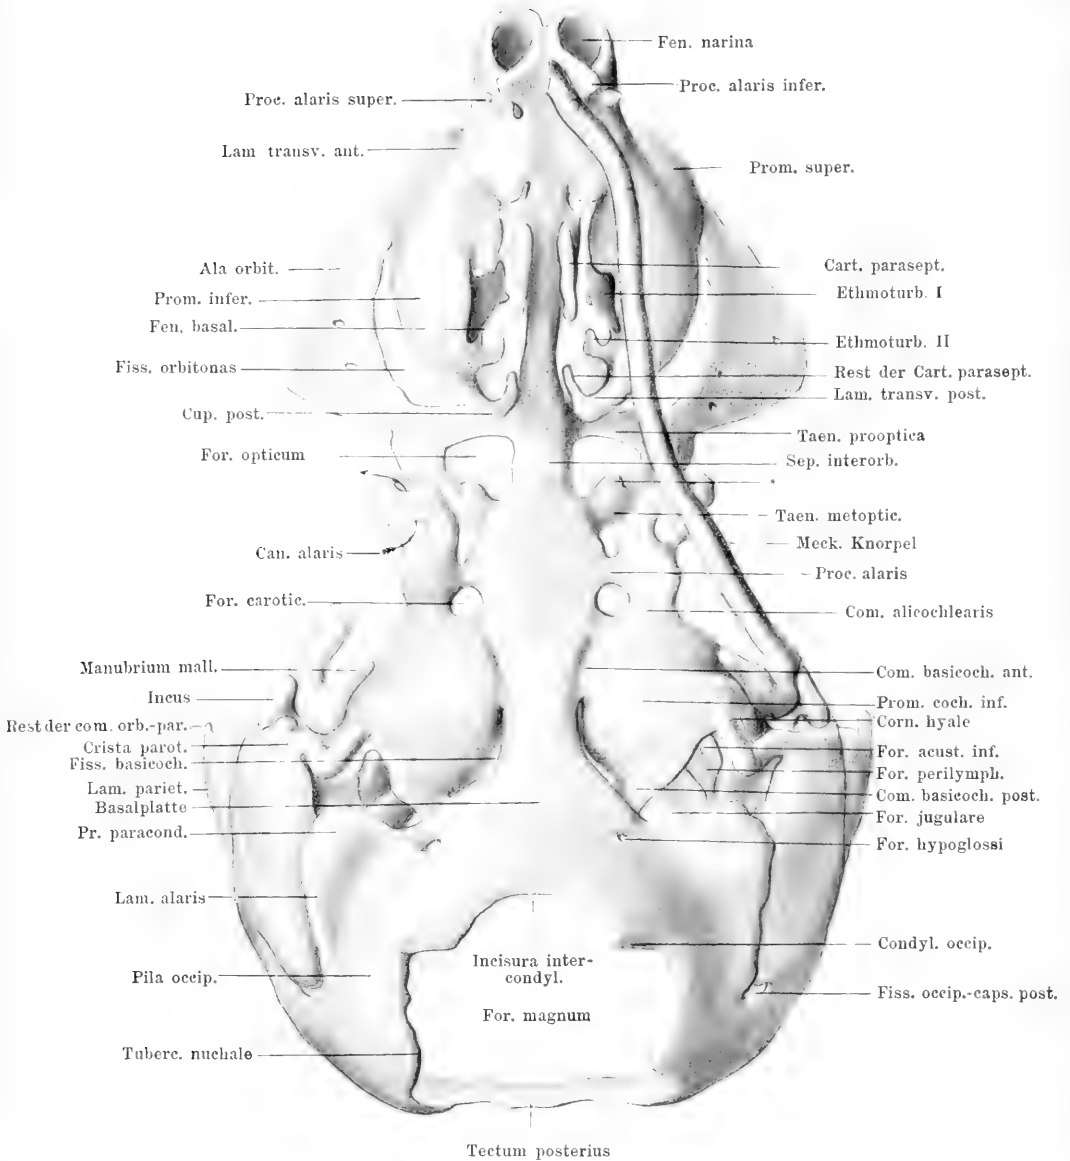 Fen. narina
Proc. alaris infer.
Proc. alaris super.
Lam transv. ant.
Prom. super.
Ala orbit.
Prom. infer.
Fen. basal.
Fiss. orbitonas
Cup. post.
For. opticum
Cart. parasept.
Ethmoturb. I
Ethmoturb. II
Rest der Cart. parasept.
Lam. transv. post.
Taen. prooptica
Sep. interorb.
Taen. metoptic.
Meck. Knorpel
Proc. alaris
Com. alicochlearis
Can. alaris
For. carotic.
Manubrium mall.
Incus
Rest der com. orb.-par.
Crista parot.
Fiss. basicoch.
Lam. pariet.
Basalplatte
Pr. paracond.
Lam. alaris
Pila occip.
Tuberc. nuchale
Com. basicoch. ant.
Prom. coch. inf.
Corn. hyale
For. acust. inf.
For. perilymph.
Com. basicoch. post.
For. jugulare
For. hypoglossi
Condyl. occip.
Fiss. occip.-caps. post.
Incisura inter-
condyl.
For. magnum
Tectum posterius